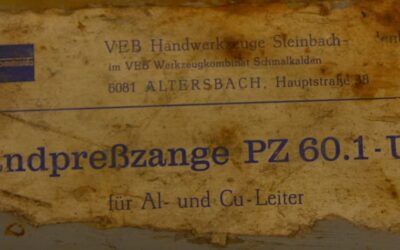 VEB Handwerkzeuge Steinbach-
im VEB Werkzeugkombinat Schmalkalden
6081 ALTERSBACH, Hauptstraße 38
ndpreßzange PZ 60.1-U
für Al- und Cu-Leiter